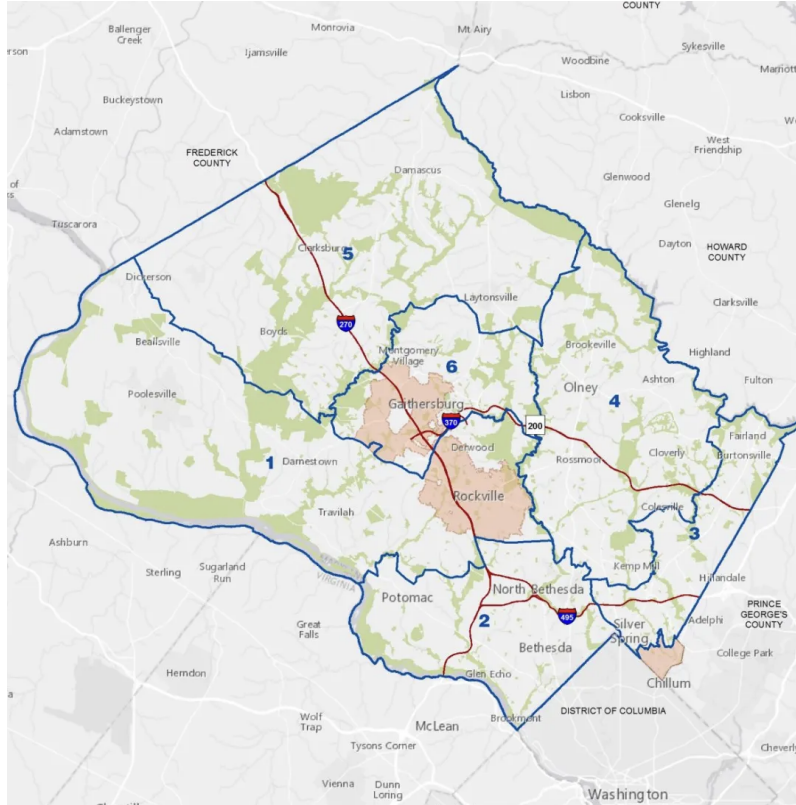 COUNTY
Ballenger
Creek
Monrovia
Mt Airy
Ijamsville
Sykesville
Woodbine
Buckeystown
Lisbon
Cooksville
Adamstown
West
Friendship
FREDERICK
COUNTY
Damascus
Glenwood
of
Glenelg
Tuscarora
Clarksburg
5
Dayton
HOWARD
COUNTY
Dickerson
Laytonsville
Clarksville
270
Boyds
Beallsville
Brookeville
Highland
Montgomery
Village
6
Ashton
Fulton
Poolesville
Olney
4
Gaithersburg
370
200
Fairland
Burtonsville
Derwood
Cloverly
1
Darnestown
Rossmoor
Rockville
Colesville
Travilah
3
Ashburn
Sterling
Sugarland
Run
VIRGINIA
Kemp Mill
Hillandale
North Bethesda
Potomac
PRINCE
GEORGE'S
COUNTY
2
495
Silver
Spring
Adelphi
Great
Falls
Bethesda
College Park
Herndon
Glen Echo
Chillum
Brookmont
DISTRICT OF COLUMBIA
Wolf
Trap
McLean
Tysons Corner
Cheverly
Vienna
Dunn
Loring
Washington